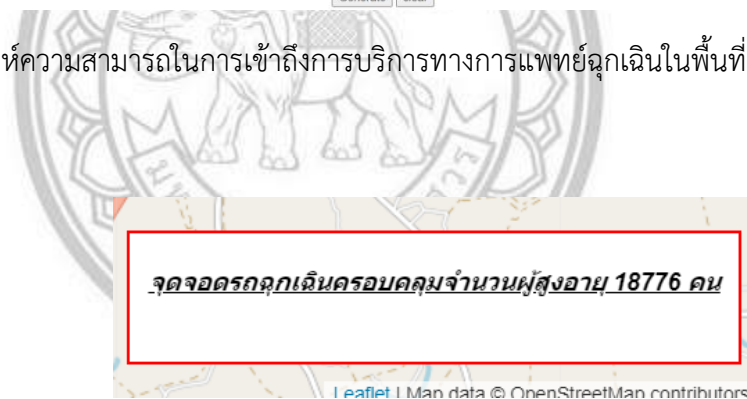 Generate clear
ห์ความสามารถในการเข้าถึงการบริการทางการแพทย์ฉุกเฉินในพื้นที่
จุดจอดรถฉุกเฉินครอบคลุมจำนวนผู้สูงอายุ 18776 คน
Leaflet | Map data © OpenStreetMap contributors